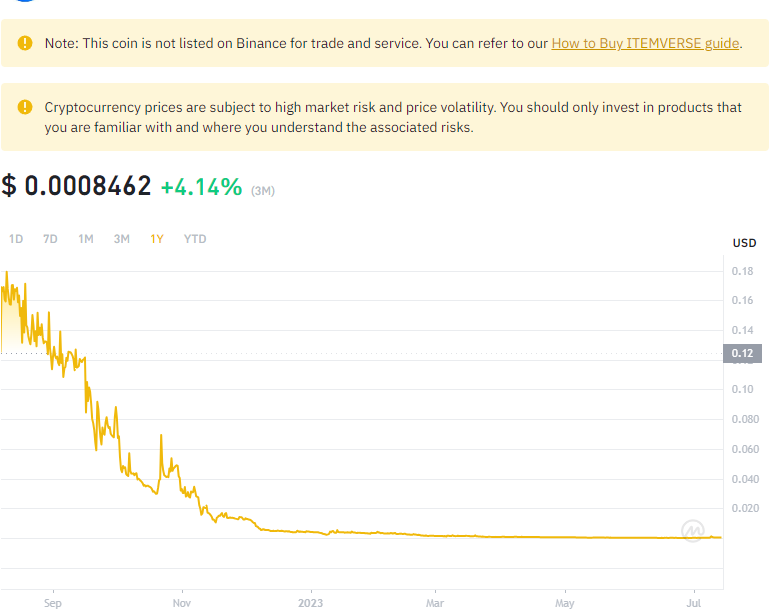 Note: This coin is not listed on Binance for trade and service. You can refer to our How to Buy ITEMVERSE guide.
Cryptocurrency prices are subject to high market risk and price volatility. You should only invest in products that
you are familiar with and where you understand the associated risks.
$ 0.0008462 +4.14% (3M)
1D 7D 1M 3M 1Y YTD
USD
0.18
0.16
0.14
0.12
0.10
0.080
0.060
0.040
0.020
Sep Nov 2023 Mar May Jul